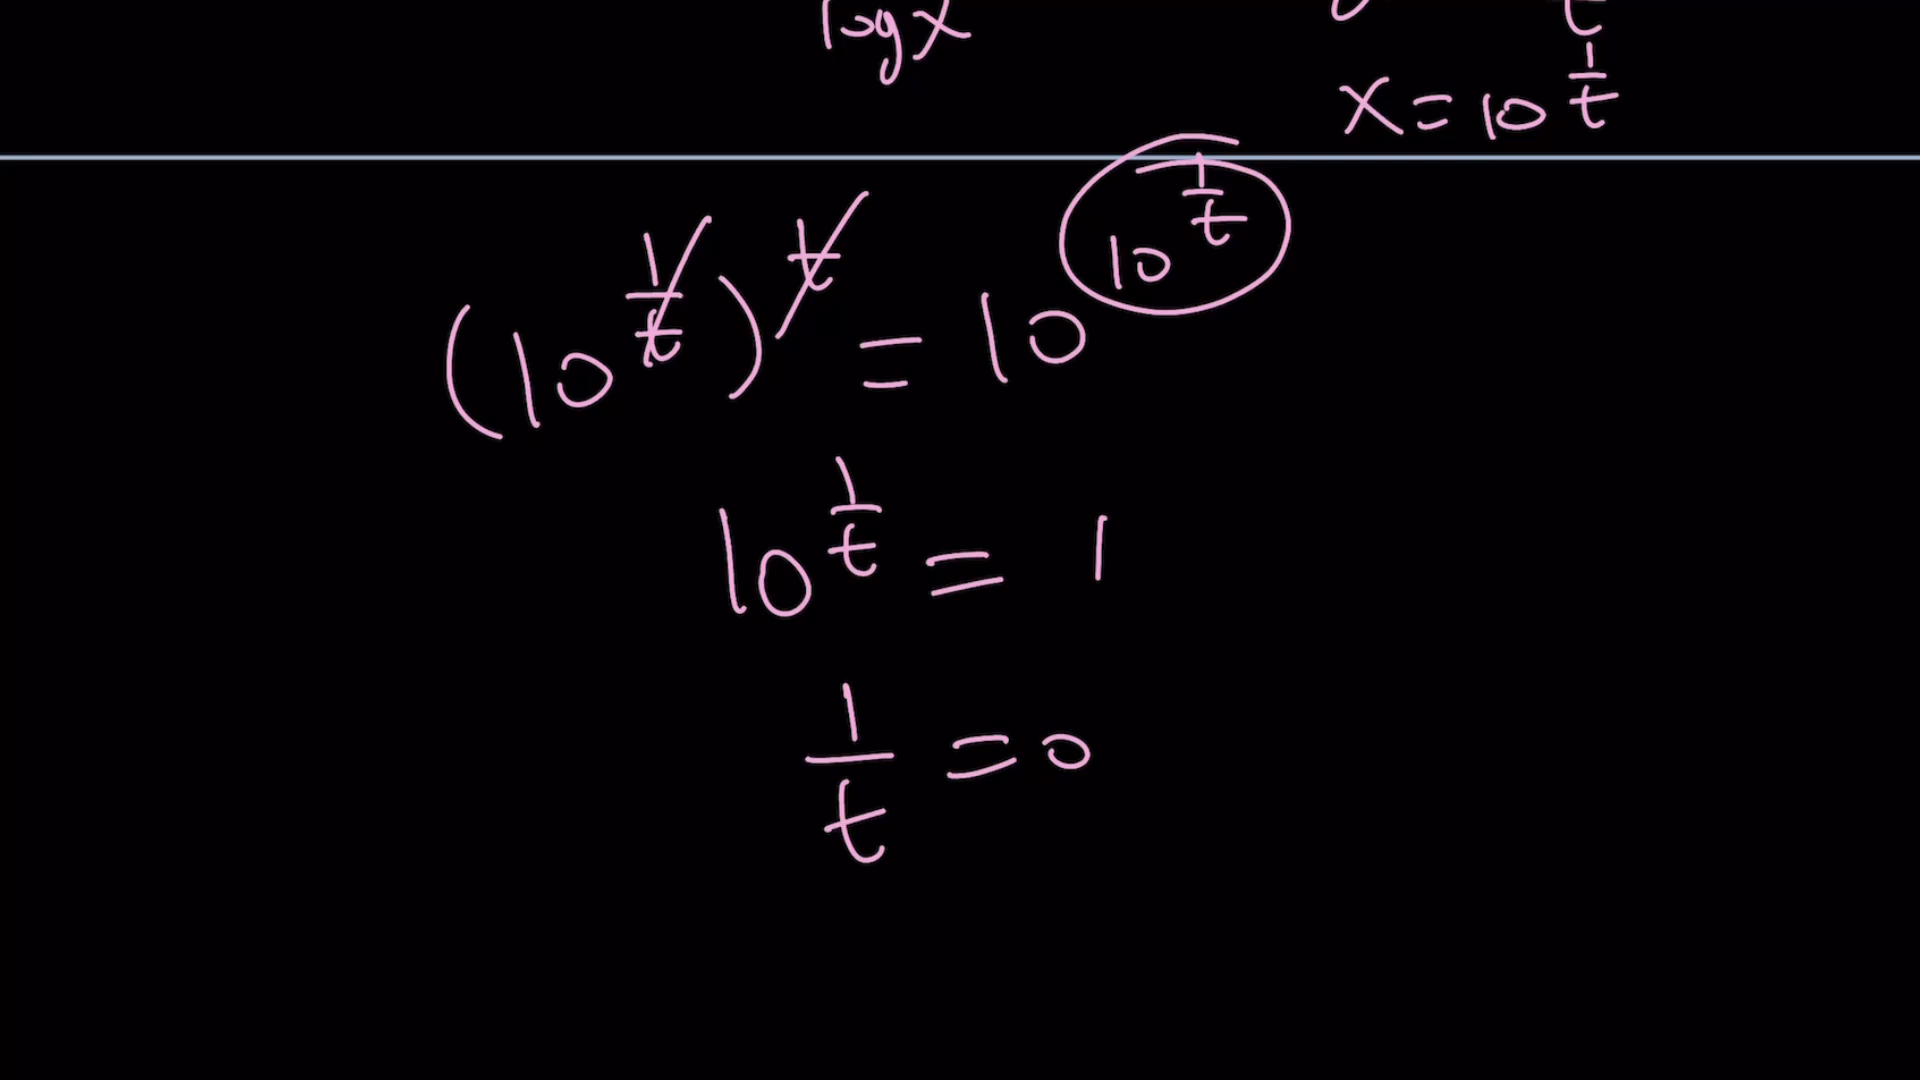 log x
x = 10^(1/t)
(10^(1/t))^t = 10^(10^(1/t))
10^(1/t) = 1
1/t = 0